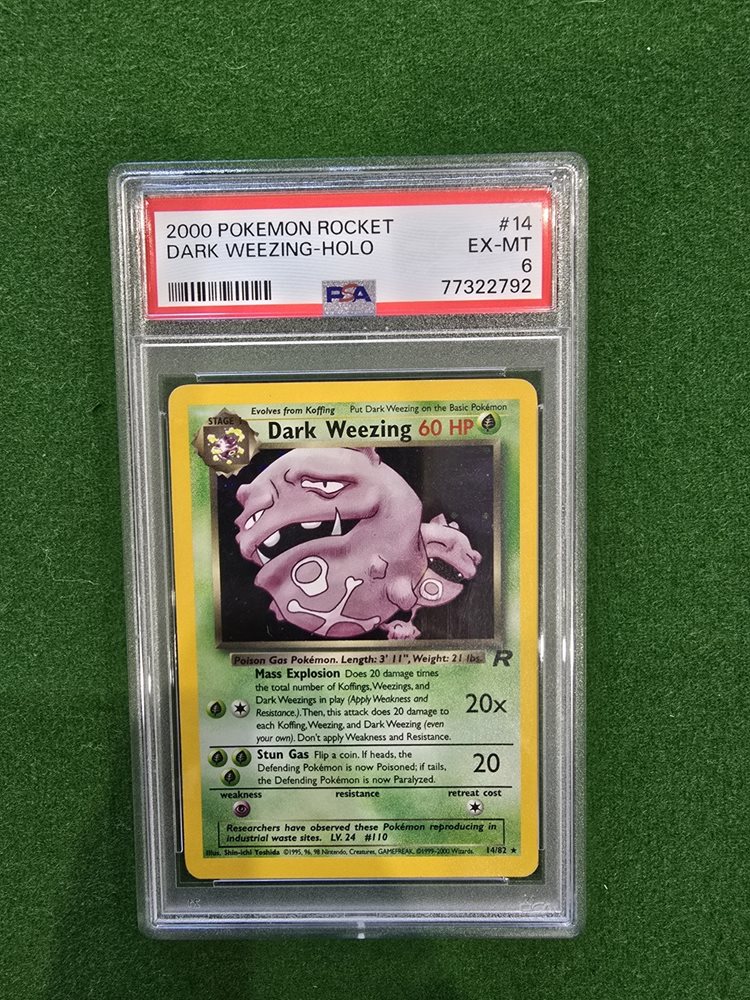 2000 POKEMON ROCKET #14
DARK WEEZING-HOLO EX-MT
6
PSA 77322792
Evolves from Koffing Put Dark Weezing on the Basic Pokémon
STAGE 1
Dark Weezing 60 HP
Poison Gas Pokémon. Length: 3' 11", Weight: 21 lbs. R
Mass Explosion Does 20 damage times
the total number of Koffings, Weezings, and
Dark Weezings in play (Apply Weakness and
Resistance.). Then, this attack does 20 damage to
each Koffing, Weezing, and Dark Weezing (even
your own). Don't apply Weakness and Resistance.
20x
Stun Gas Flip a coin. If heads, the
Defending Pokémon is now Poisoned; if tails,
the Defending Pokémon is now Paralyzed.
20
weakness resistance retreat cost
Researchers have observed these Pokémon reproducing in
industrial waste sites. LV. 24 #110
Illus. Shin-ichi Yoshida ©1995, 96, 98 Nintendo, Creatures, GAMEFREAK. ©1999-2000 Wizards. 14/82 ★